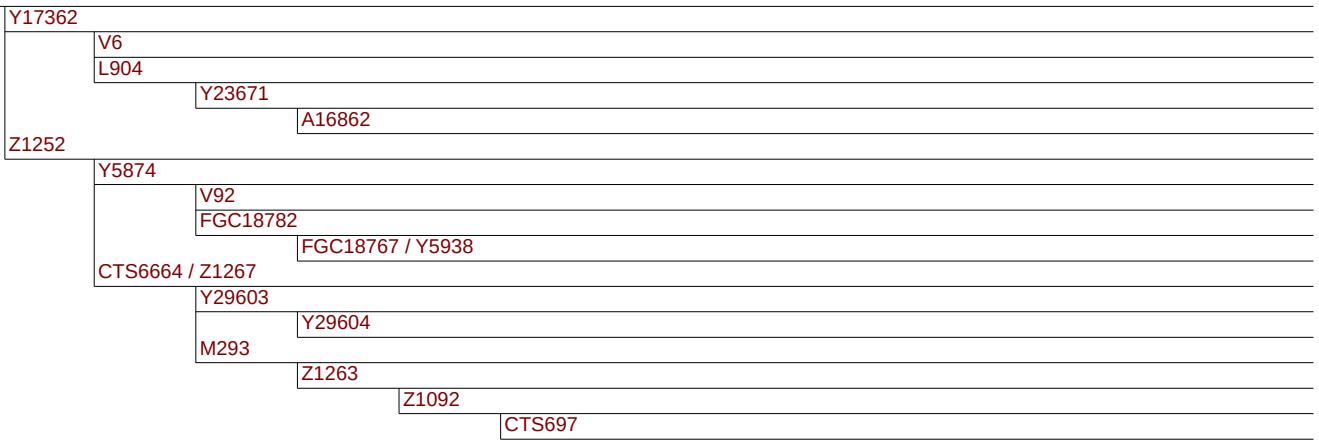 Y17362
V6
L904
Y23671
A16862
Z1252
Y5874
V92
FGC18782
FGC18767 / Y5938
CTS6664 / Z1267
Y29603
Y29604
M293
Z1263
Z1092
CTS697